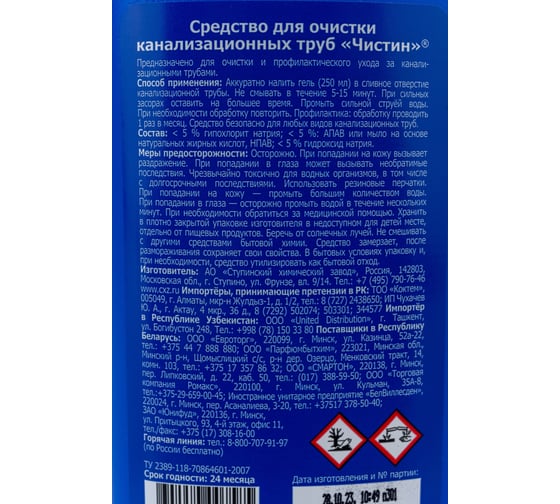 Средство для очистки
канализационных труб «Чистин»®
Предназначено для очистки и профилактического ухода за канали-
зационными трубами.
Способ применения: Аккуратно налить гель (250 мл) в сливное отверстие
канализационной трубы. Не смывать в течение 5-15 минут. При сильных
засорах оставить на большее время. Промыть сильной струёй воды.
При необходимости обработку повторить. Профилактика: обработку проводить
1 раз в месяц. Средство безопасно для любых видов канализационных труб.
Состав: < 5 % гипохлорит натрия; < 5 %: АПАВ или мыло на основе
натуральных жирных кислот, НПАВ; < 5 % гидроксид натрия.
Меры предосторожности: Осторожно. При попадании на кожу вызывает
раздражение. При попадании в глаза может вызывать необратимые
последствия. Чрезвычайно токсично для водных организмов, в том числе
с долгосрочными последствиями. Использовать резиновые перчатки.
При попадании на кожу — промыть большим количеством воды.
При попадании в глаза — осторожно промыть водой в течение нескольких
минут. При необходимости обратиться за медицинской помощью. Хранить
в плотно закрытой упаковке изготовителя в недоступном для детей месте,
отдельно от пищевых продуктов. Беречь от солнечных лучей. Не смешивать
с другими средствами бытовой химии. Средство замерзает, после
размораживания сохраняет свои свойства. В бытовых условиях упаковку и,
при необходимости, средство утилизировать как бытовой отход.
Изготовитель: АО «Ступинский химический завод», Россия, 142803,
Московская обл., г. Ступино, ул. Фрунзе, вл. 9/14. Тел.: +7 (495) 790-76-46
www.cxz.ru Импортёры, принимающие претензии в РК: ТОО «Коктем»,
005049, г. Алматы, мкр-н Жулдыз-1, д. 1/2, тел.: 8 (727) 2438650; ИП Чухачев
Ю. А., г. Актау, 4 мкр., 36 д., 8 (7292) 502074; 503301; 344577 Импортёр
в Республике Узбекистан: ООО «United Distribution», г. Ташкент,
ул. Богибустон 248, Тел.: +998 (78) 150 33 80 Поставщики в Республику
Беларусь: ООО «Евроторг», 220099, г. Минск, ул. Казинца, 52а-22,
тел.: +375 44 7 888 880; ООО «Парфюмбытхим», 223021, Минская обл.,
Минский р-н, Щомыслицкий с/с, р-н дер. Озерцо, Меньковский тракт, 14,
ком. 103, тел.: +375 17 357 86 32; ООО «СМАРТОН», 220138, г. Минск,
пер. Липковский, д. 22, каб. 50, тел.: (017) 388-59-50; ООО «Торговая
компания Ромакс», 220100, г. Минск, ул. Кульман, 35А-8,
тел.:+375-29-659-00-45; Иностранное унитарное предприятие «БелВиллесден»,
220024, г. Минск, пер. Асаналиева, 3-20, тел.: +37517 378-50-40;
ЗАО «Юнифуд», 220136, г. Минск,
ул. Притыцкого, 93, 4-й этаж, офис 11,
тел./факс: +375 (17) 308-16-00
Горячая линия: тел.: 8-800-707-91-97
(по России бесплатно)
ТУ 2389-118-70864601-2007
Срок годности: 24 месяца
Дата изготовления и № партии:
28.10.23. 10:49 п301